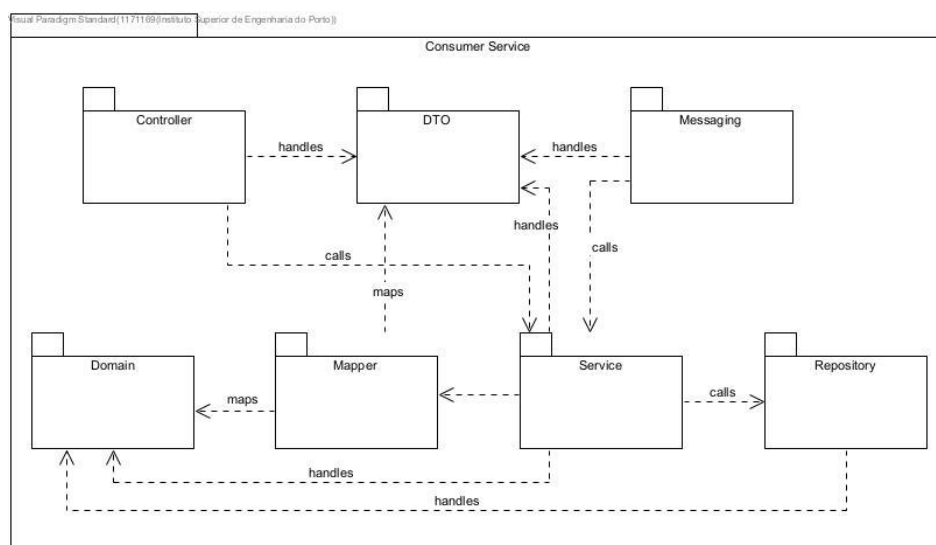 Visual Paradigm Standard(1171169(Instituto Superior de Engenharia do Porto))
Consumer Service
Controller
DTO
Messaging
handles
handles
handles
calls
calls
maps
Domain
Mapper
Service
Repository
maps
calls
handles
handles